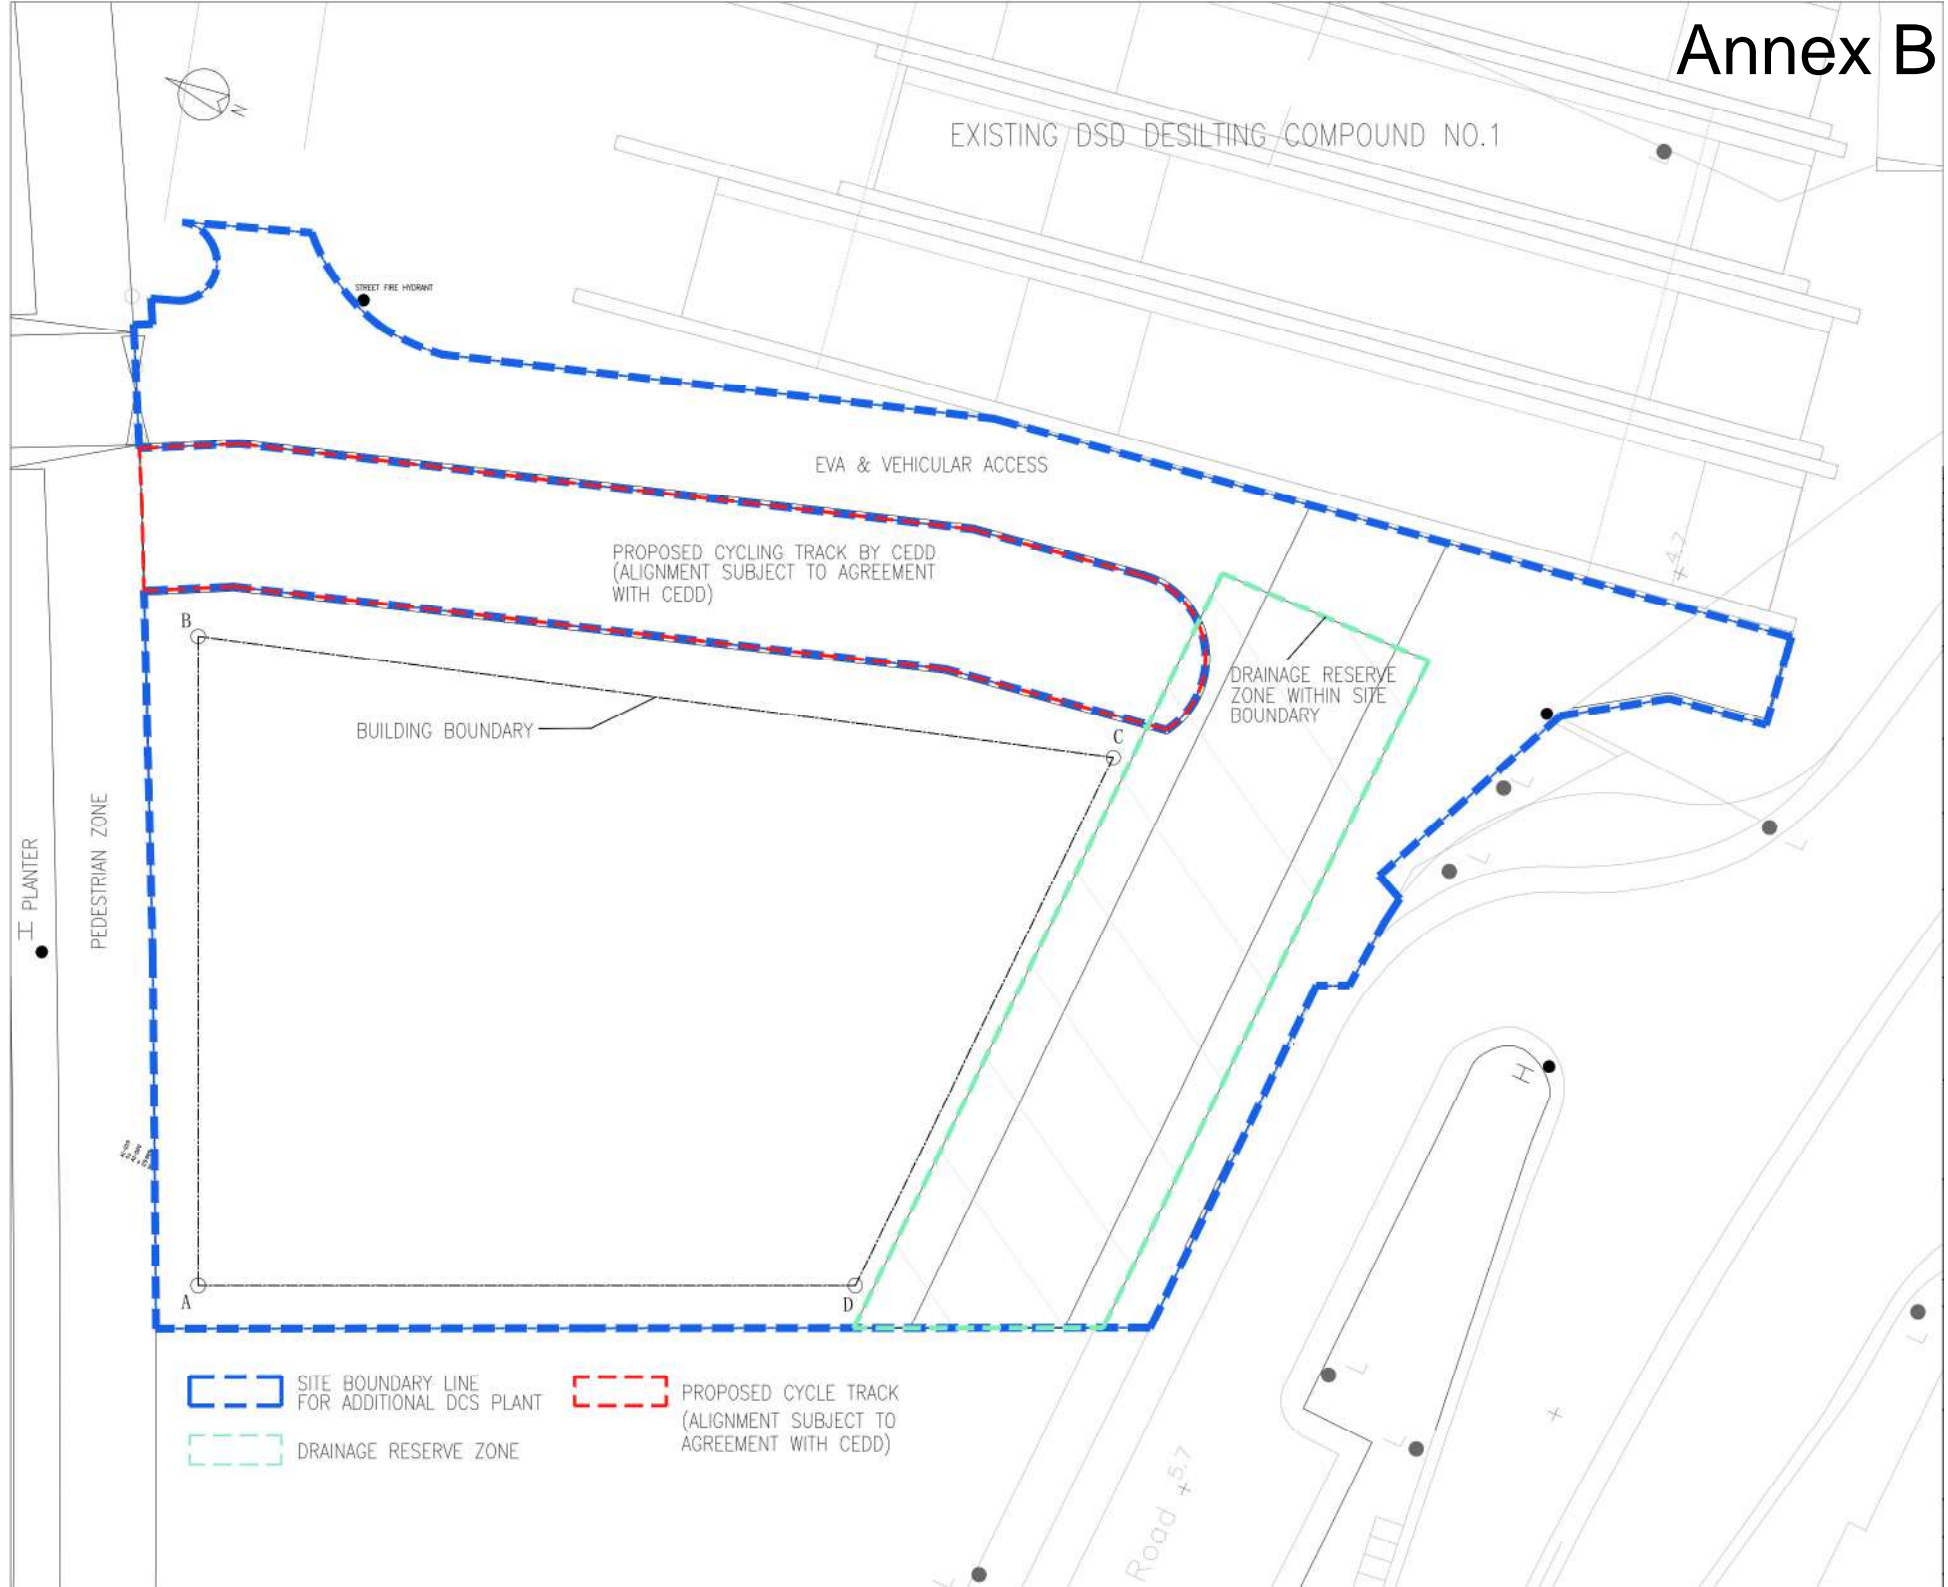 Annex B
N
EXISTING DSD DESILTING COMPOUND NO.1
STREET FIRE HYDRANT
EVA & VEHICULAR ACCESS
4.7
PROPOSED CYCLING TRACK BY CEDD
(ALIGNMENT SUBJECT TO AGREEMENT
WITH CEDD)
B
DRAINAGE RESERVE
ZONE WITHIN SITE
BOUNDARY
BUILDING BOUNDARY
C
L
L
L
H
PLANTER
PEDESTRIAN ZONE
H
A
D
L
L
L
L
L
SITE BOUNDARY LINE
FOR ADDITIONAL DCS PLANT
DRAINAGE RESERVE ZONE
PROPOSED CYCLE TRACK
(ALIGNMENT SUBJECT TO
AGREEMENT WITH CEDD)
Road
5.7